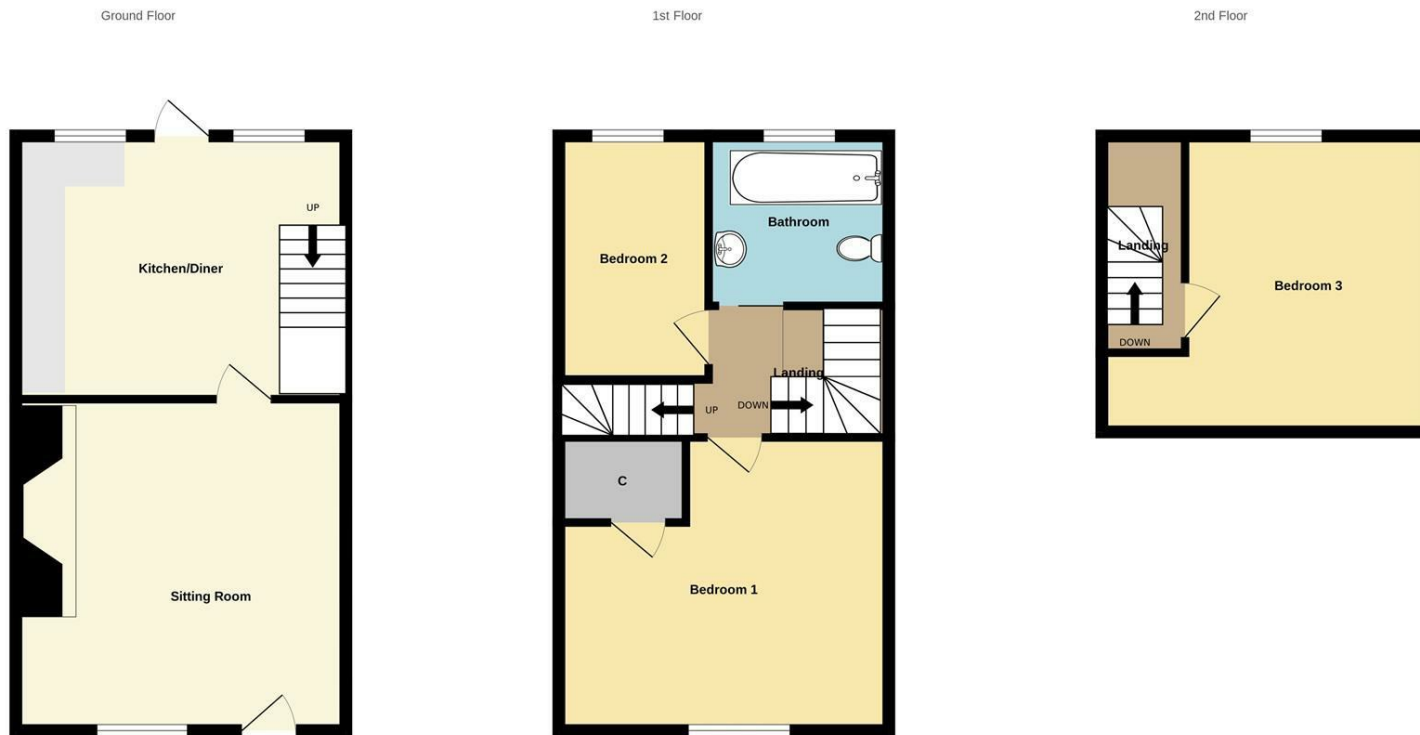 Ground Floor
1st Floor
2nd Floor
UP
Kitchen/Diner
Sitting Room
Bathroom
Bedroom 2
Landing
UP
DOWN
C
Bedroom 1
Landing
Bedroom 3
DOWN